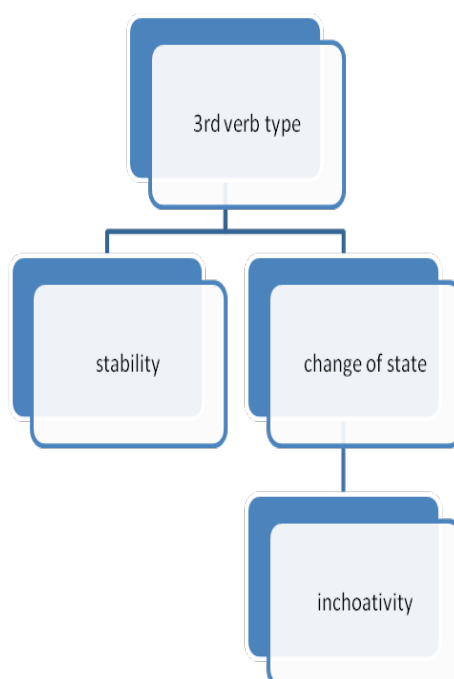 3rd verb type
stability
change of state
inchoativity